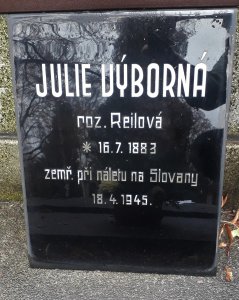 JULIE VÝBORNÁ
roz. Reilová
* 16.7. 1883
zemř. při náletu na Slovany
18.4. 1945.